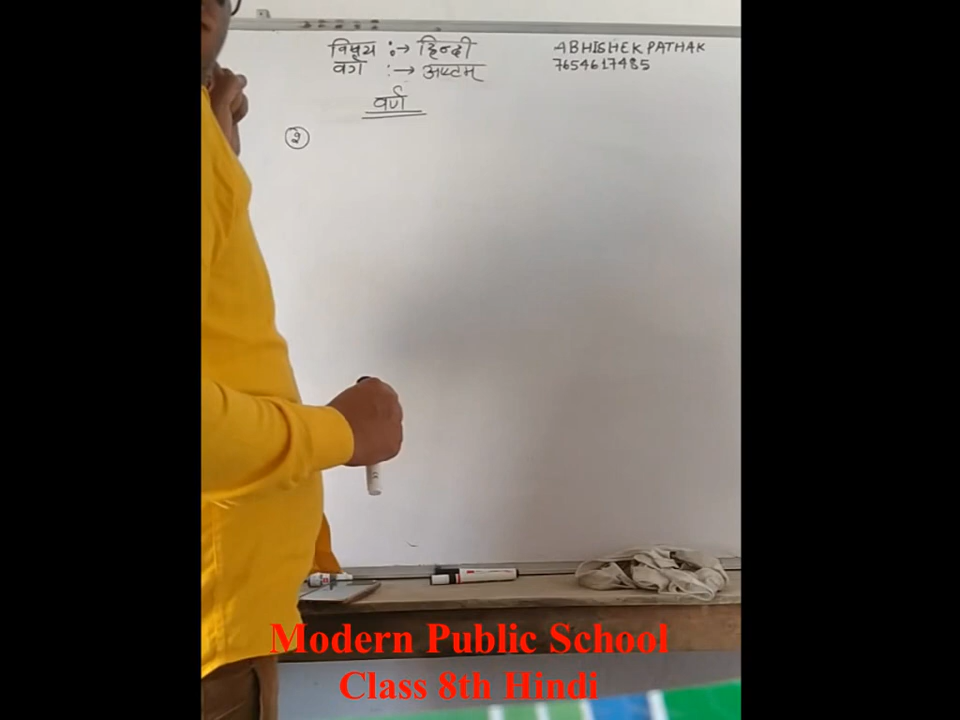 विषय :→ हिन्दी
वर्ग :→ अष्टम्
ABHISHEK PATHAK
7654617485
वर्ण
२
Modern Public School
Class 8th Hindi